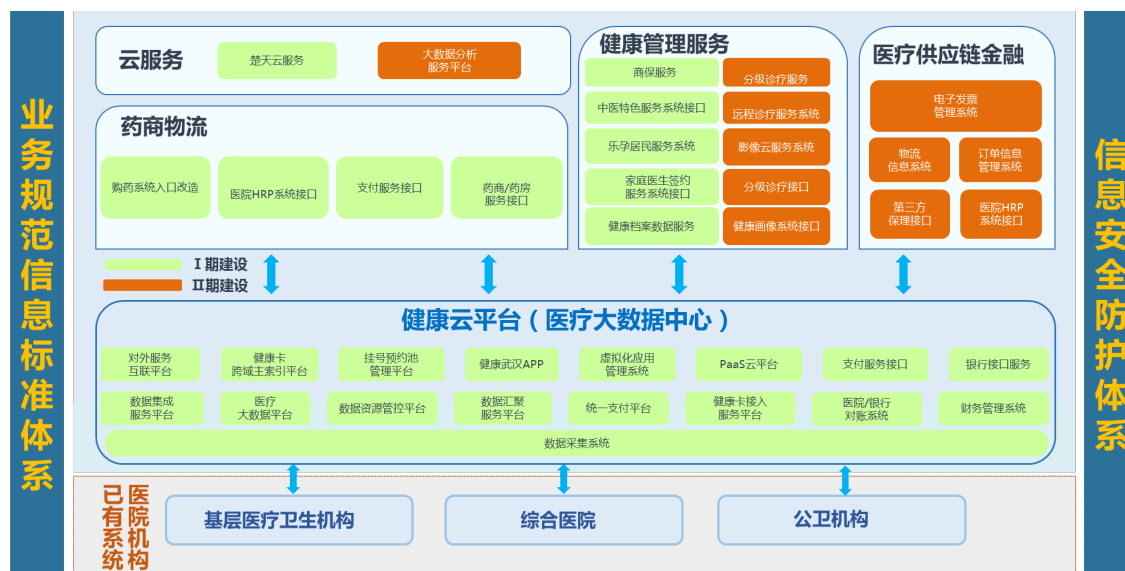 业务规范信息标准体系
云服务
楚天云服务
大数据分析
服务平台
药商物流
购药系统入口改造
医院HRP系统接口
支付服务接口
药商/药房
服务接口
健康管理服务
商保服务
分级诊疗服务
中医特色服务系统接口
远程诊疗服务系统
乐孕居民服务系统
影像云服务系统
家庭医生签约
服务系统接口
分级诊疗接口
健康档案数据服务
健康画像系统接口
医疗供应链金融
电子发票
管理系统
物流
信息系统
订单信息
管理系统
第三方
保理接口
医院HRP
系统接口
Ⅰ期建设
Ⅱ期建设
健康云平台（医疗大数据中心）
对外服务
互联平台
健康卡
跨域主索引平台
挂号预约池
管理平台
健康武汉APP
虚拟化应用
管理系统
PaaS云平台
支付服务接口
银行接口服务
数据集成
服务平台
医疗
大数据平台
数据资源管控平台
数据汇聚
服务平台
统一支付平台
健康卡接入
服务平台
医院/银行
对账系统
财务管理系统
数据采集系统
医院机构
已有系统
基层医疗卫生机构
综合医院
公卫机构
信息安全防护体系